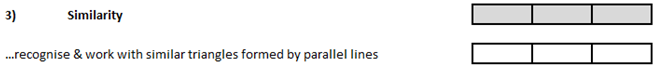 3) Similarity
...recognise & work with similar triangles formed by parallel lines